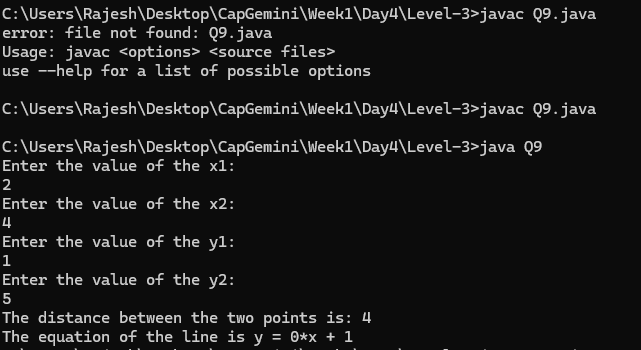 C:\Users\Rajesh\Desktop\CapGemini\Week1\Day4\Level-3>javac Q9.java
error: file not found: Q9.java
Usage: javac <options> <source files>
use --help for a list of possible options
C:\Users\Rajesh\Desktop\CapGemini\Week1\Day4\Level-3>javac Q9.java
C:\Users\Rajesh\Desktop\CapGemini\Week1\Day4\Level-3>java Q9
Enter the value of the x1:
2
Enter the value of the x2:
4
Enter the value of the y1:
1
Enter the value of the y2:
5
The distance between the two points is: 4
The equation of the line is y = 0*x + 1